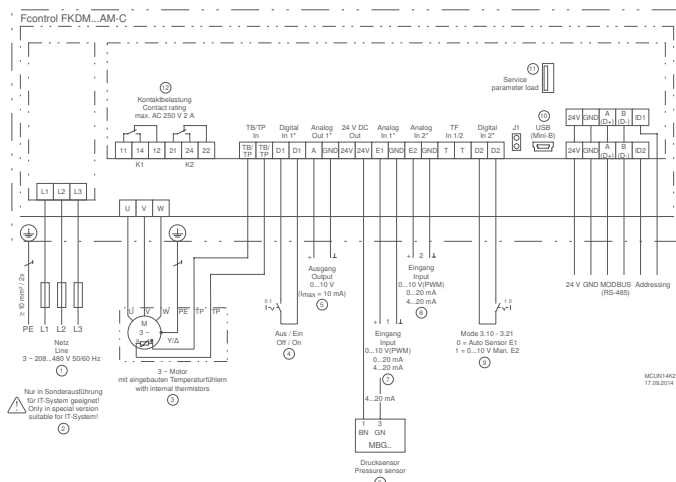 Fcontrol FKDM...AM-C
12
Kontaktbelastung
Contact rating
max. AC 250 V 2 A
11
Service
parameter load
TB/TP
In
Digital
In 1*
Analog
Out 1*
24 V DC
Out
Analog
In 1*
Analog
In 2*
TF
In 1/2
Digital
In 2*
J1
10
USB
(Mini-B)
24V GND A (D+) B (D-) ID1
11 14 12 21 24 22
K1 K2
TB/TP TB/TP D1 D1 A GND 24V 24V E1 GND E2 GND T T D2 D2
24V GND A (D+) B (D-) ID2
L1 L2 L3
U V W
≥ 10 mm² / 2x
PE L1 L2 L3
Netz
Line
3 ~ 208...480 V 50/60 Hz
1
Nur in Sonderausführung
für IT-System geeignet!
Only in special version
suitable for IT-System!
2
U V W PE TP TP
M
3 ~
Y/Δ
3 ~ Motor
mit eingebauten Temperaturfühlern
with internal thermistors
3
0 1
Aus / Ein
Off / On
4
+ ⊥
Ausgang
Output
0...10 V
(Imax = 10 mA)
5
+ 1 ⊥
Eingang
Input
0...10 V(PWM)
0...20 mA
4...20 mA
7
4...20 mA
1 3
BN GN
MBG..
Drucksensor
Pressure sensor
+ 2 ⊥
Eingang
Input
0...10 V(PWM)
0...20 mA
4...20 mA
8
1 0
Mode 3.10 - 3.21
0 = Auto Sensor E1
1 = 0...10 V Man. E2
9
24 V GND MODBUS Addressing
(RS-485)
MCUN14K2
17.09.2014